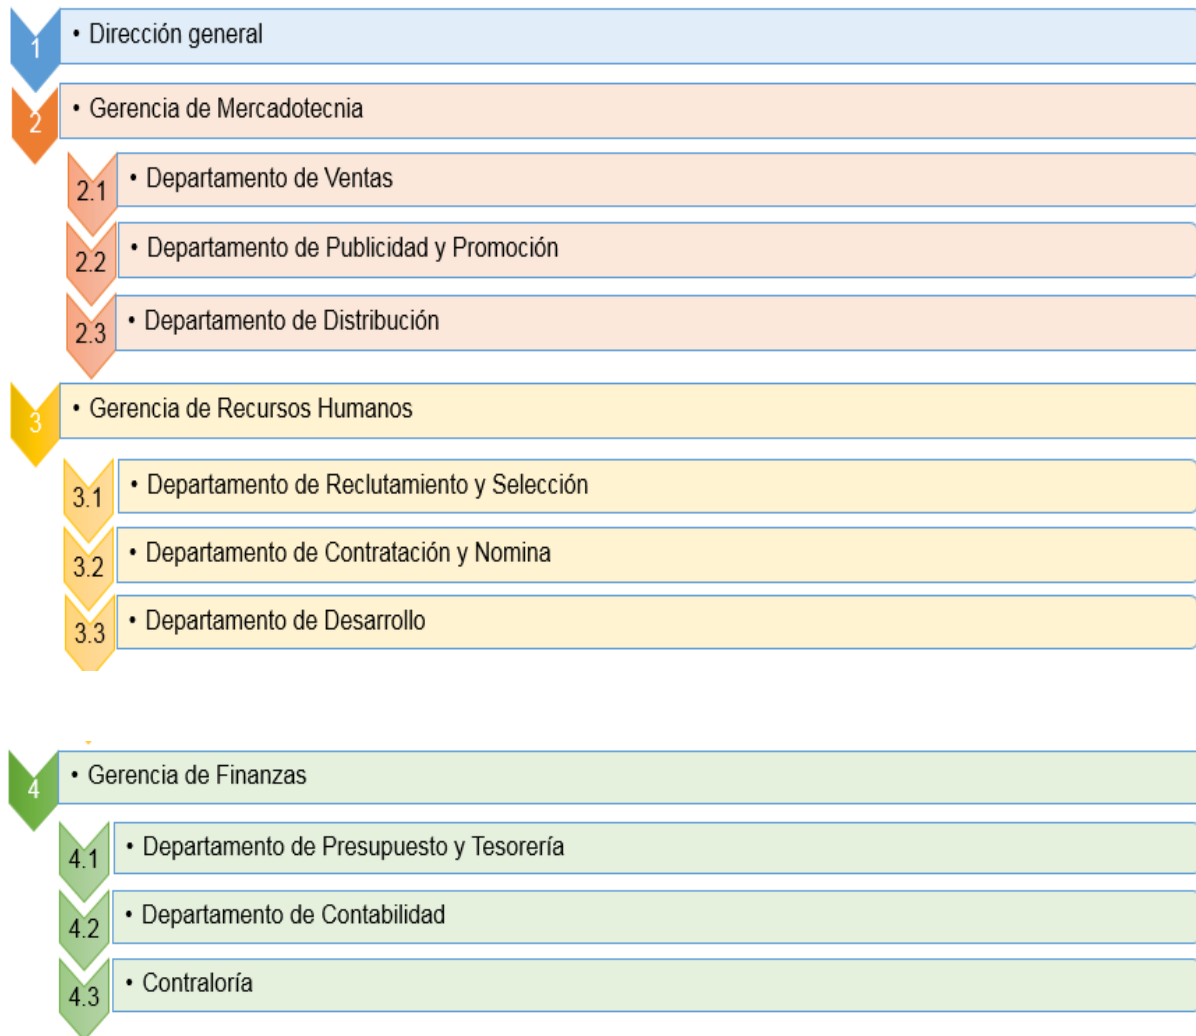 1 • Dirección general
2 • Gerencia de Mercadotecnia
2.1 • Departamento de Ventas
2.2 • Departamento de Publicidad y Promoción
2.3 • Departamento de Distribución
3 • Gerencia de Recursos Humanos
3.1 • Departamento de Reclutamiento y Selección
3.2 • Departamento de Contratación y Nomina
3.3 • Departamento de Desarrollo
4 • Gerencia de Finanzas
4.1 • Departamento de Presupuesto y Tesorería
4.2 • Departamento de Contabilidad
4.3 • Contraloría